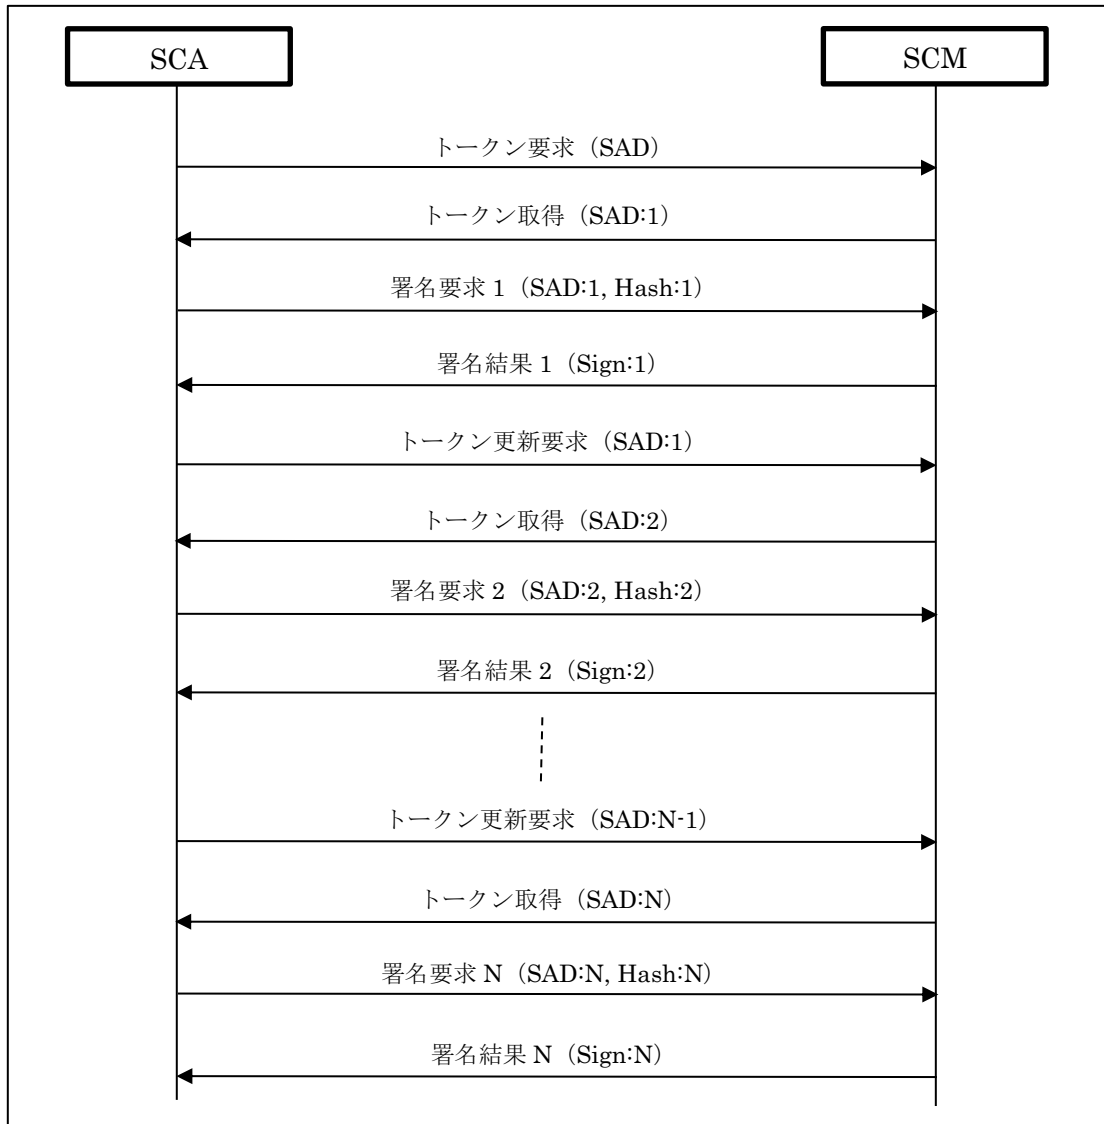 SCA
SCM
トークン要求（SAD）
トークン取得（SAD:1）
署名要求 1（SAD:1, Hash:1）
署名結果 1（Sign:1）
トークン更新要求（SAD:1）
トークン取得（SAD:2）
署名要求 2（SAD:2, Hash:2）
署名結果 2（Sign:2）
トークン更新要求（SAD:N-1）
トークン取得（SAD:N）
署名要求 N（SAD:N, Hash:N）
署名結果 N（Sign:N）